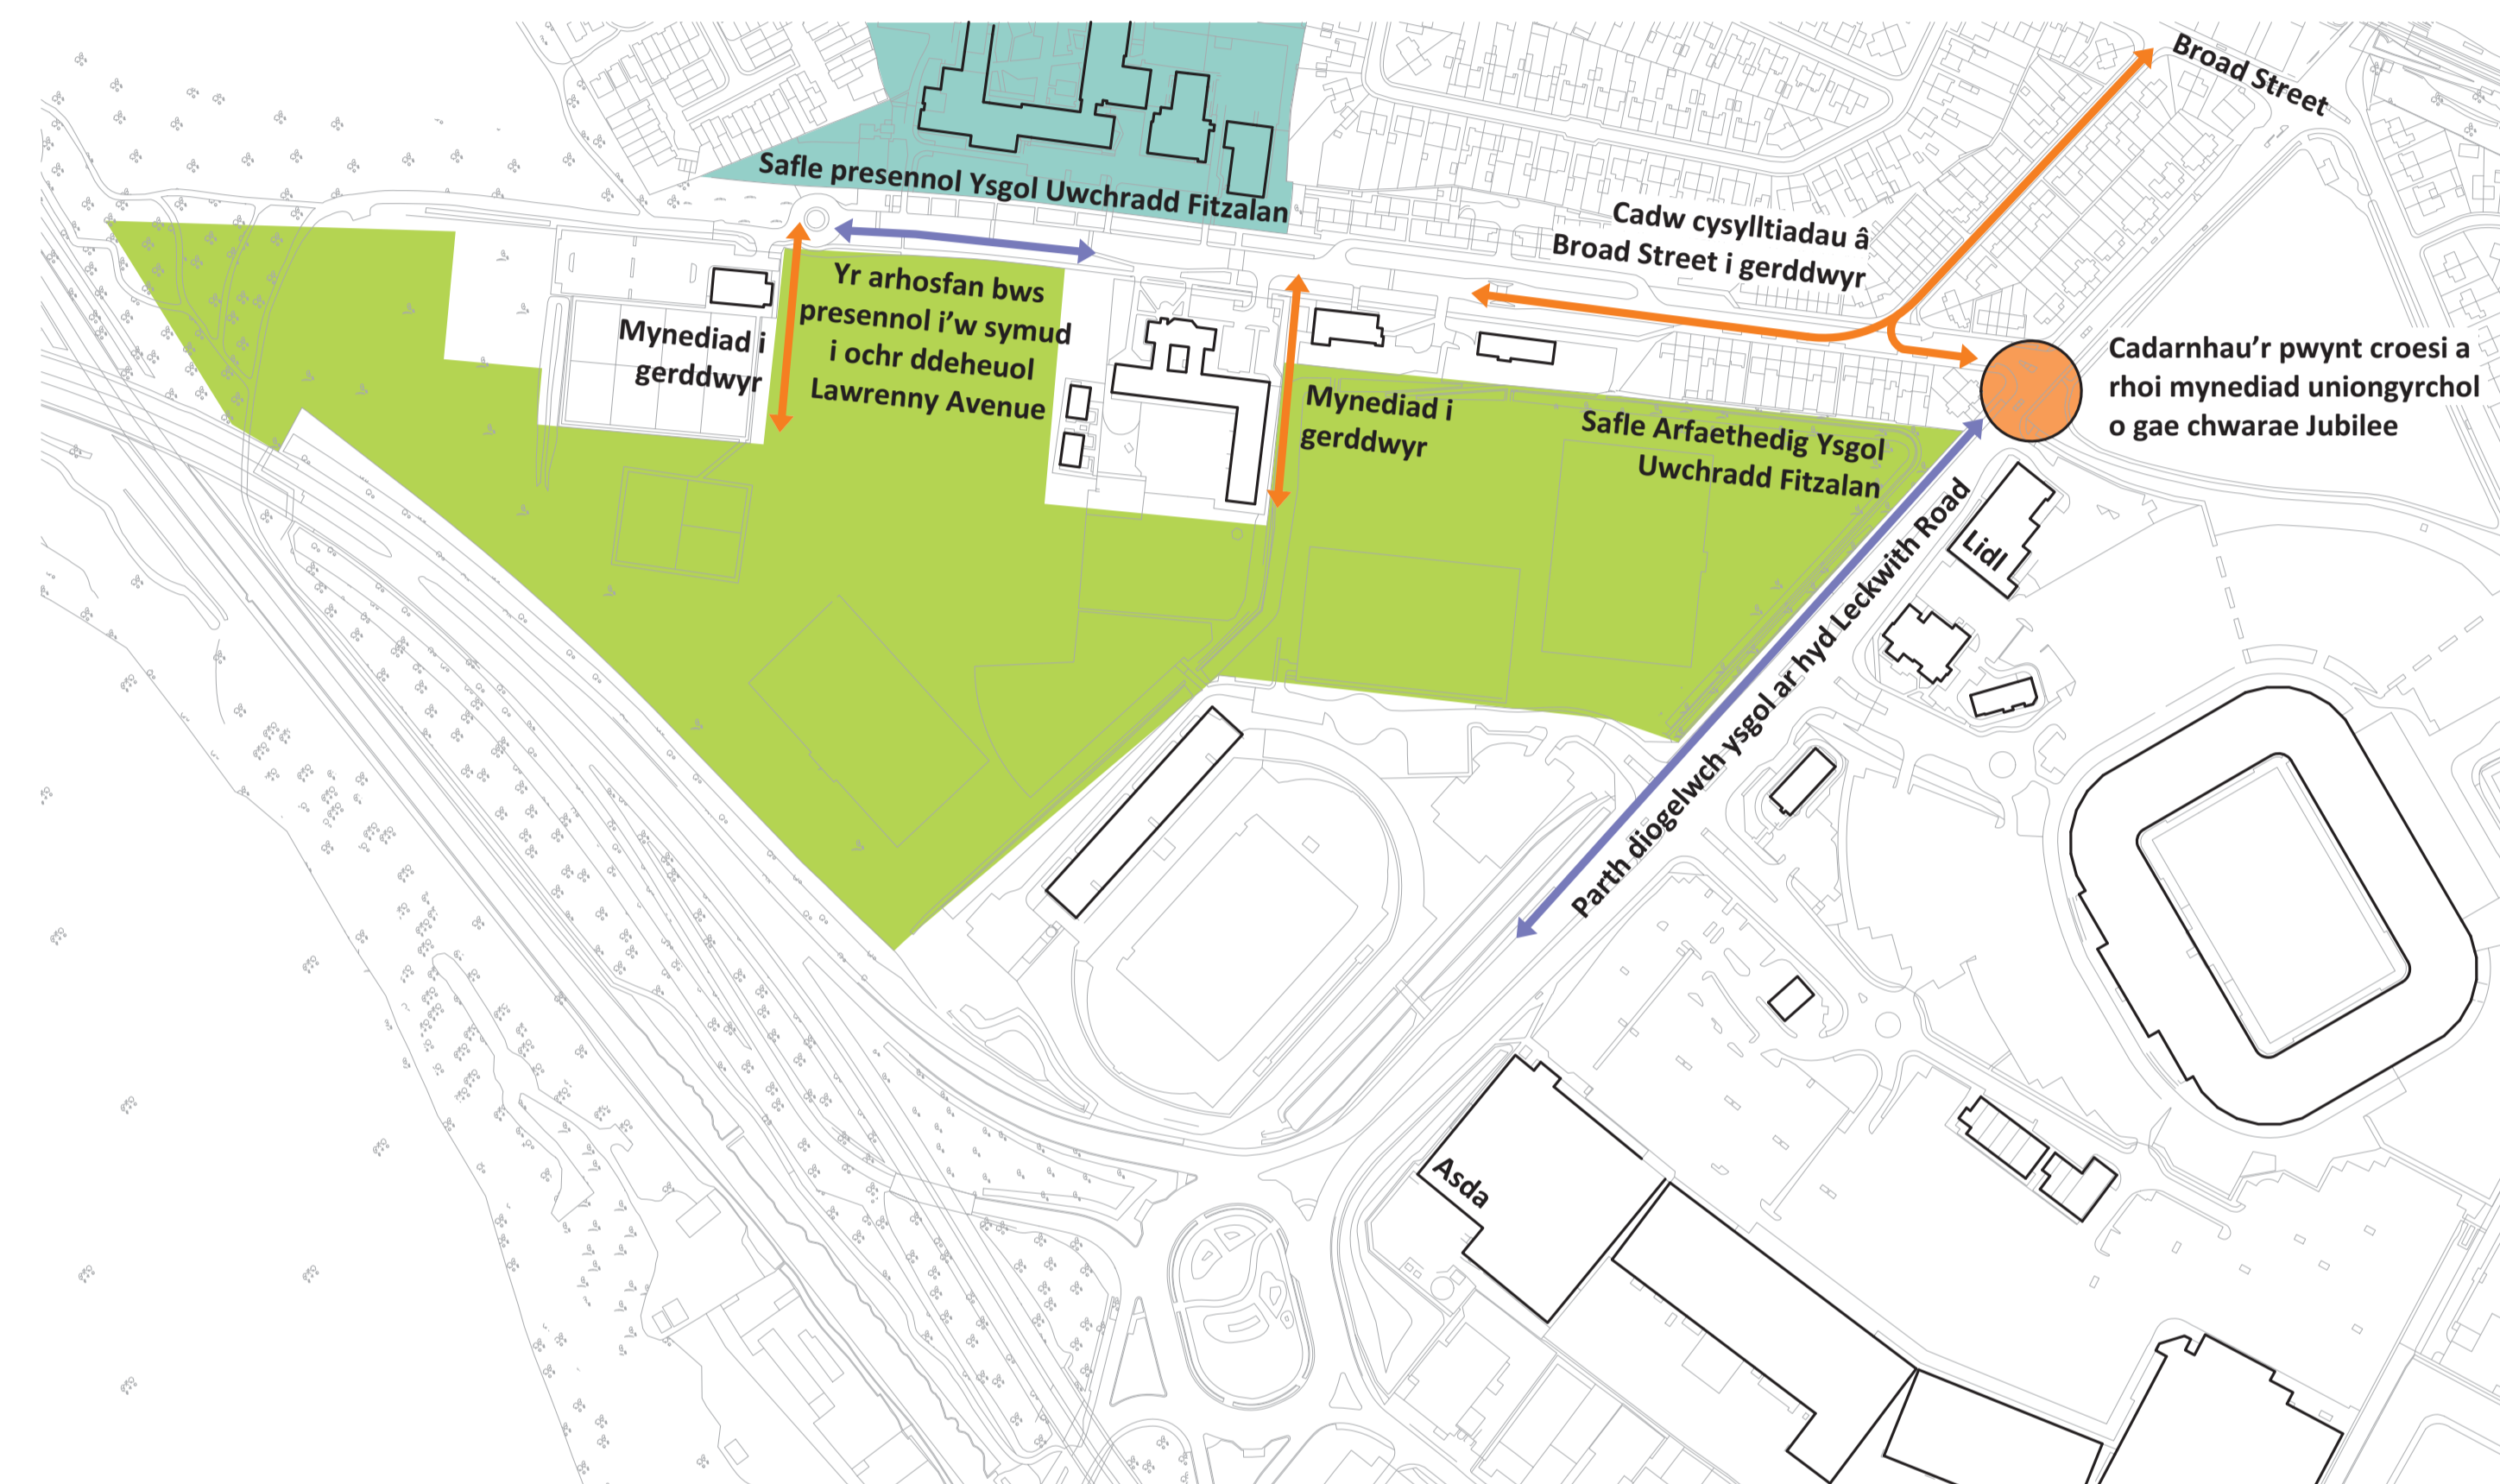 Broad Street
Safle presennol Ysgol Uwchradd Fitzalan
Cadw cysylltiadau â
Broad Street i gerddwyr
Yr arhosfan bws
presennol i’w symud
i ochr ddeheuol
Lawrenny Avenue
Mynediad i
gerddwyr
Mynediad i
gerddwyr
Safle Arfaethedig Ysgol
Uwchradd Fitzalan
Cadarnhau’r pwynt croesi a
rhoi mynediad uniongyrchol
o gae chwarae Jubilee
Lidl
Parth diogelwch ysgol ar hyd Leckwith Road
Asda